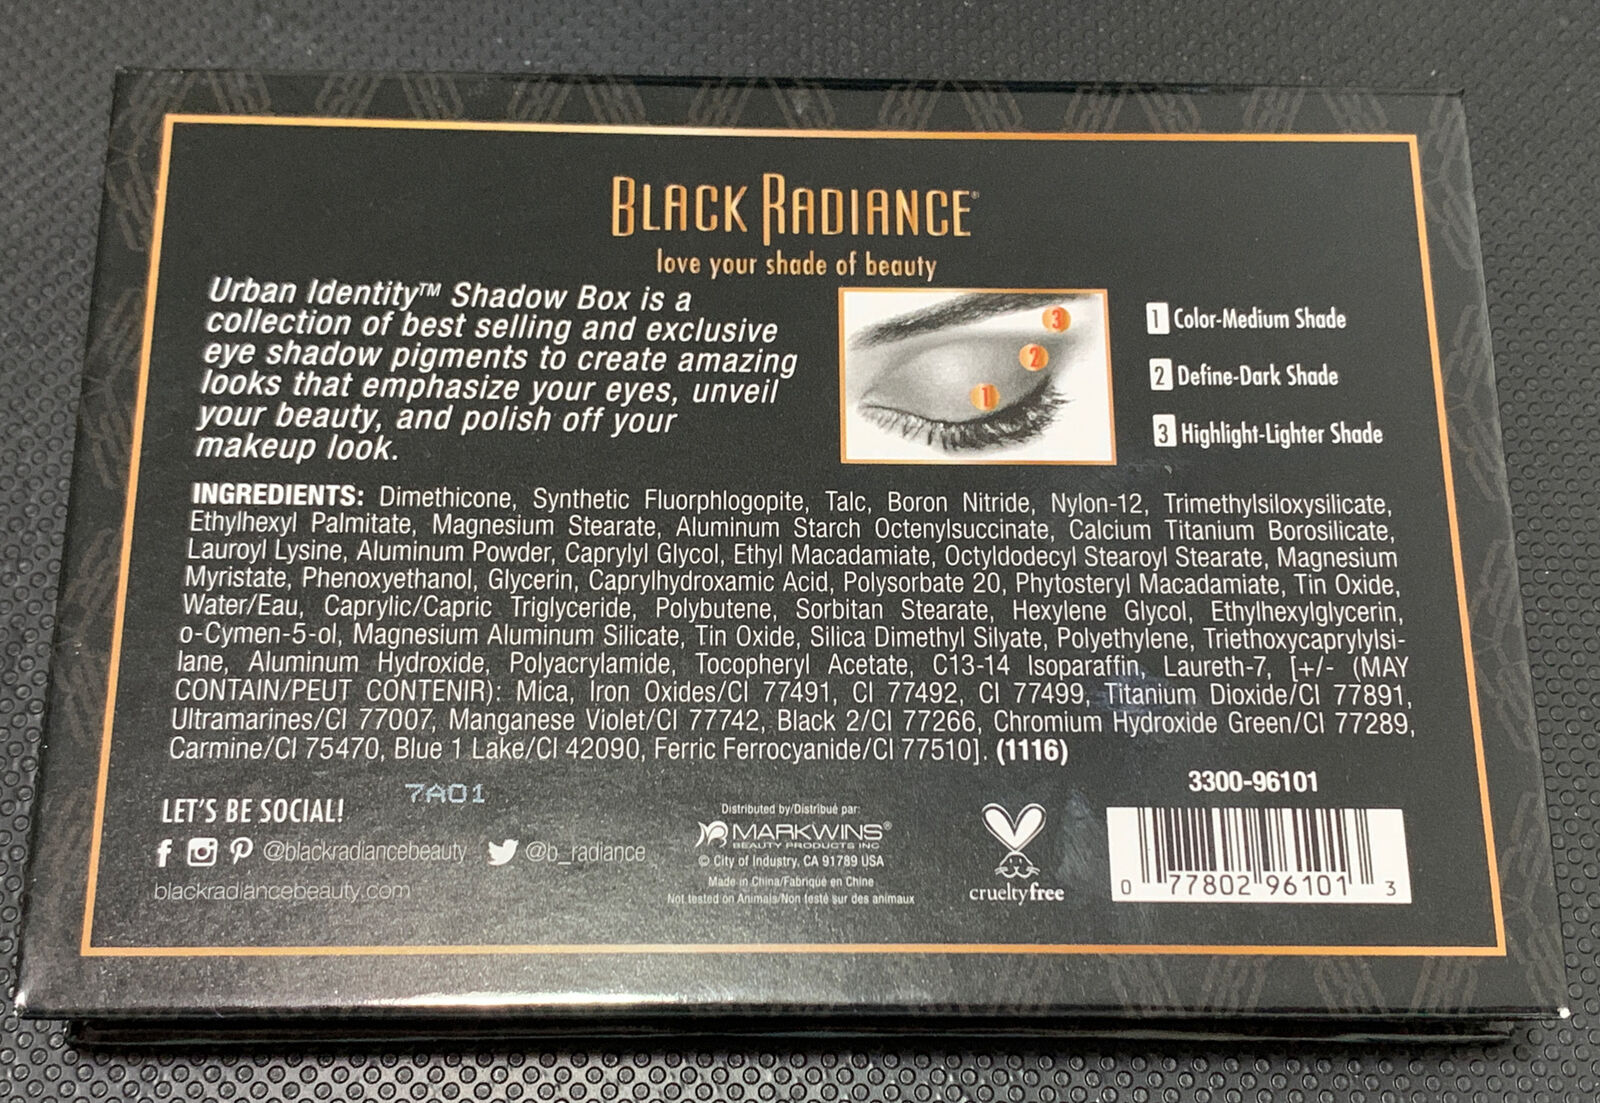 BLACK RADIANCE®
love your shade of beauty
Urban Identity™ Shadow Box is a
collection of best selling and exclusive
eye shadow pigments to create amazing
looks that emphasize your eyes, unveil
your beauty, and polish off your
makeup look.
3
2
1
1 Color-Medium Shade
2 Define-Dark Shade
3 Highlight-Lighter Shade
INGREDIENTS: Dimethicone, Synthetic Fluorphlogopite, Talc, Boron Nitride, Nylon-12, Trimethylsiloxysilicate,
Ethylhexyl Palmitate, Magnesium Stearate, Aluminum Starch Octenylsuccinate, Calcium Titanium Borosilicate,
Lauroyl Lysine, Aluminum Powder, Caprylyl Glycol, Ethyl Macadamiate, Octyldodecyl Stearoyl Stearate, Magnesium
Myristate, Phenoxyethanol, Glycerin, Caprylhydroxamic Acid, Polysorbate 20, Phytosteryl Macadamiate, Tin Oxide,
Water/Eau, Caprylic/Capric Triglyceride, Polybutene, Sorbitan Stearate, Hexylene Glycol, Ethylhexylglycerin,
o-Cymen-5-ol, Magnesium Aluminum Silicate, Tin Oxide, Silica Dimethyl Silyate, Polyethylene, Triethoxycaprylylsi-
lane, Aluminum Hydroxide, Polyacrylamide, Tocopheryl Acetate, C13-14 Isoparaffin, Laureth-7, [+/- (MAY
CONTAIN/PEUT CONTENIR): Mica, Iron Oxides/CI 77491, CI 77492, CI 77499, Titanium Dioxide/CI 77891,
Ultramarines/CI 77007, Manganese Violet/CI 77742, Black 2/CI 77266, Chromium Hydroxide Green/CI 77289,
Carmine/CI 75470, Blue 1 Lake/CI 42090, Ferric Ferrocyanide/CI 77510]. (1116)
7A01
LET'S BE SOCIAL!
@blackradiancebeauty @b_radiance
blackradiancebeauty.com
Distributed by/Distribué par:
MARKWINS®
BEAUTY PRODUCTS INC
© City of Industry, CA 91789 USA
Made in China/Fabriqué en Chine
Not tested on Animals/Non testé sur des animaux
crueltyfree
3300-96101
0 77802 96101 3